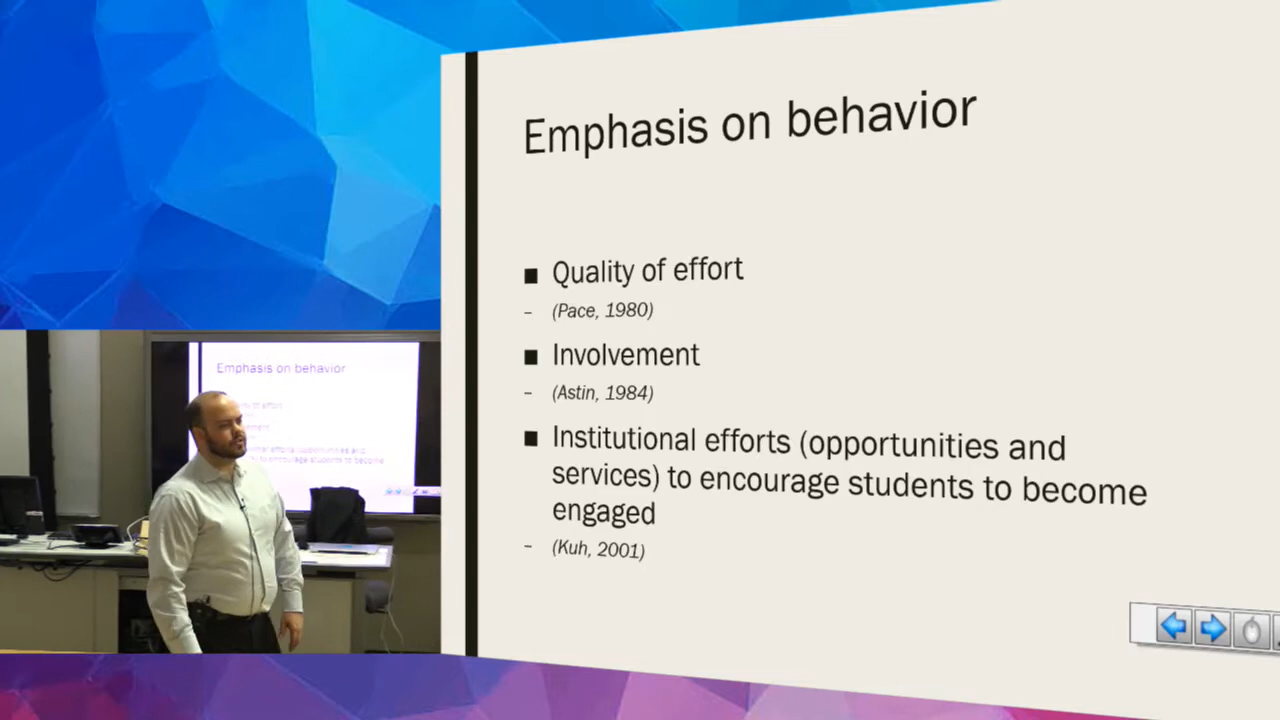 Emphasis on behavior
■ Quality of effort
– (Pace, 1980)
■ Involvement
– (Astin, 1984)
■ Institutional efforts (opportunities and
services) to encourage students to become
engaged
– (Kuh, 2001)
Emphasis on behavior